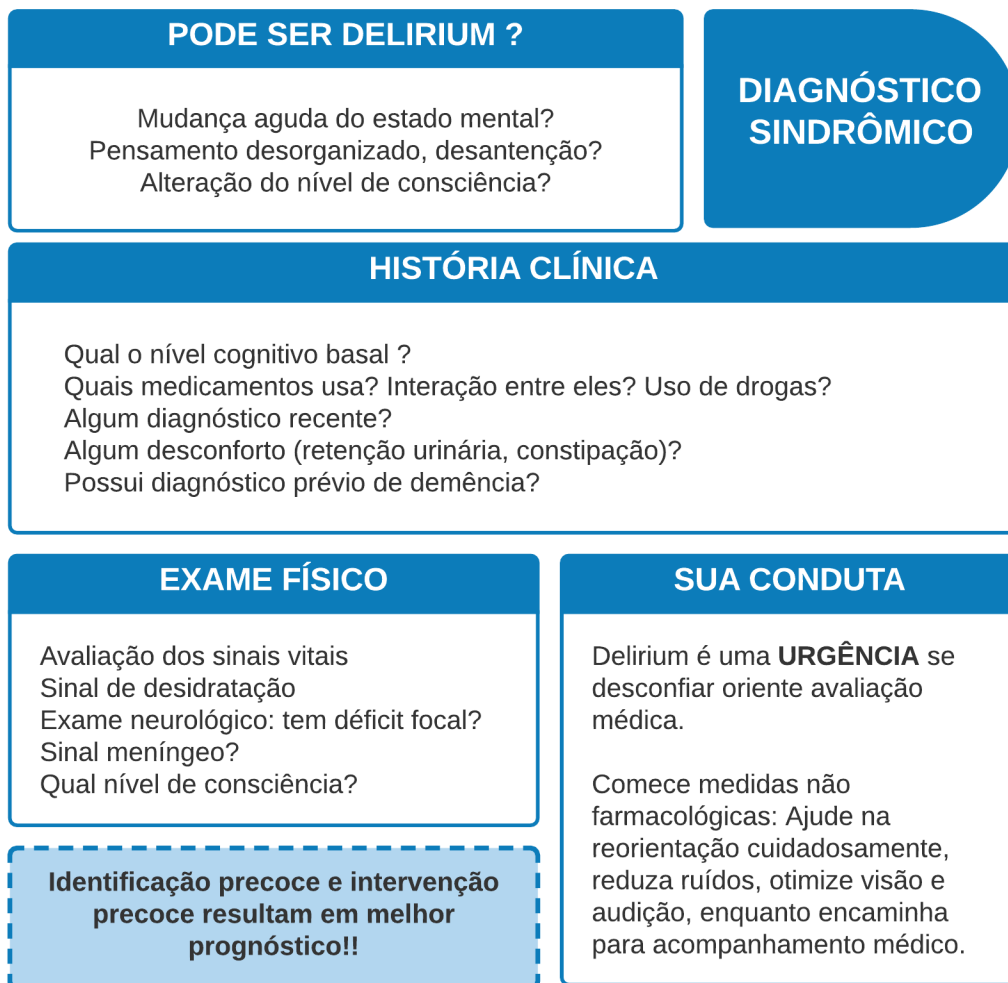 PODE SER DELIRIUM ?
Mudança aguda do estado mental?
Pensamento desorganizado, desantenção?
Alteração do nível de consciência?
DIAGNÓSTICO
SINDRÔMICO
HISTÓRIA CLÍNICA
Qual o nível cognitivo basal ?
Quais medicamentos usa? Interação entre eles? Uso de drogas?
Algum diagnóstico recente?
Algum desconforto (retenção urinária, constipação)?
Possui diagnóstico prévio de demência?
EXAME FÍSICO
Avaliação dos sinais vitais
Sinal de desidratação
Exame neurológico: tem déficit focal?
Sinal meníngeo?
Qual nível de consciência?
Identificação precoce e intervenção
precoce resultam em melhor
prognóstico!!
SUA CONDUTA
Delirium é uma URGÊNCIA se
desconfiar oriente avaliação
médica.
Comece medidas não
farmacológicas: Ajude na
reorientação cuidadosamente,
reduza ruídos, otimize visão e
audição, enquanto encaminha
para acompanhamento médico.